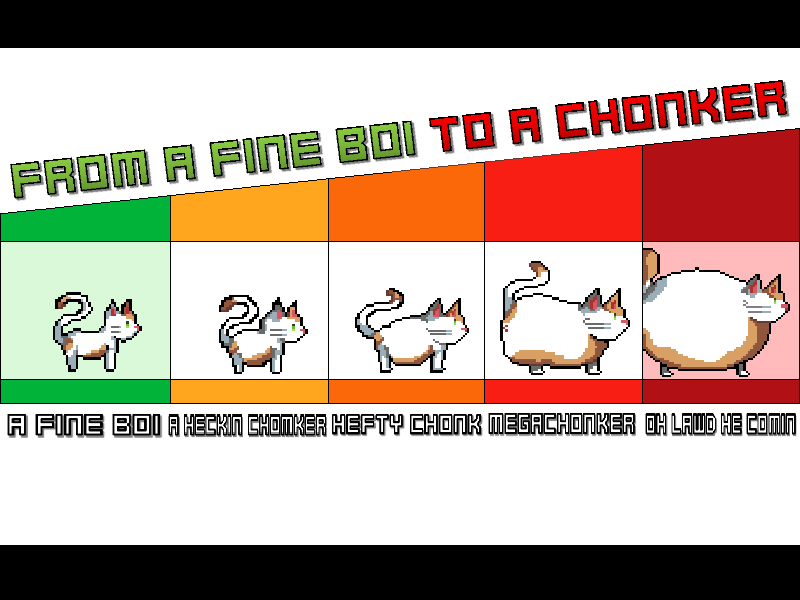 FROM A FINE BOI TO A CHONKER
A FINE BOI
A HECKIN CHOMKER
HEFTY CHONK
MEGACHONKER
OH LAWD HE COMIN